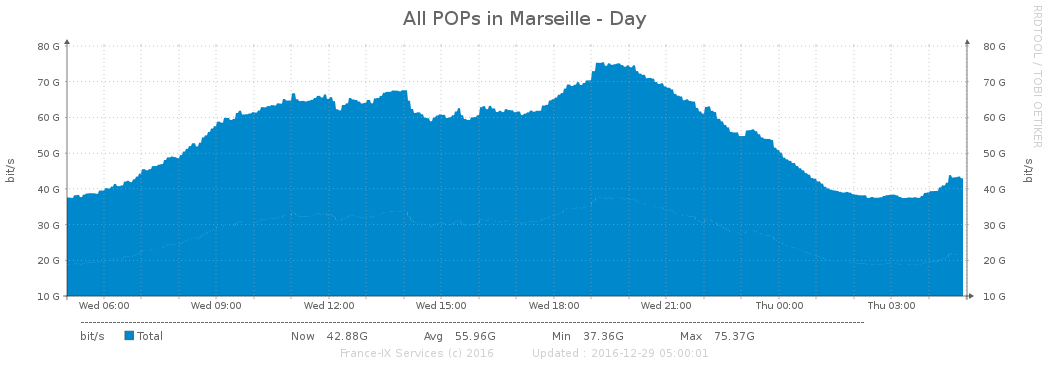 All POPs in Marseille - Day
RRDTOOL / TOBI OETIKER
80 G 80 G
70 G 70 G
60 G 60 G
50 G 50 G
40 G 40 G
30 G 30 G
20 G 20 G
10 G 10 G
bit/s
bit/s
Wed 06:00 Wed 09:00 Wed 12:00 Wed 15:00 Wed 18:00 Wed 21:00 Thu 00:00 Thu 03:00
bit/s Total Now 42.88G Avg 55.96G Min 37.36G Max 75.37G
France-IX Services (c) 2016 Updated : 2016-12-29 05:00:01